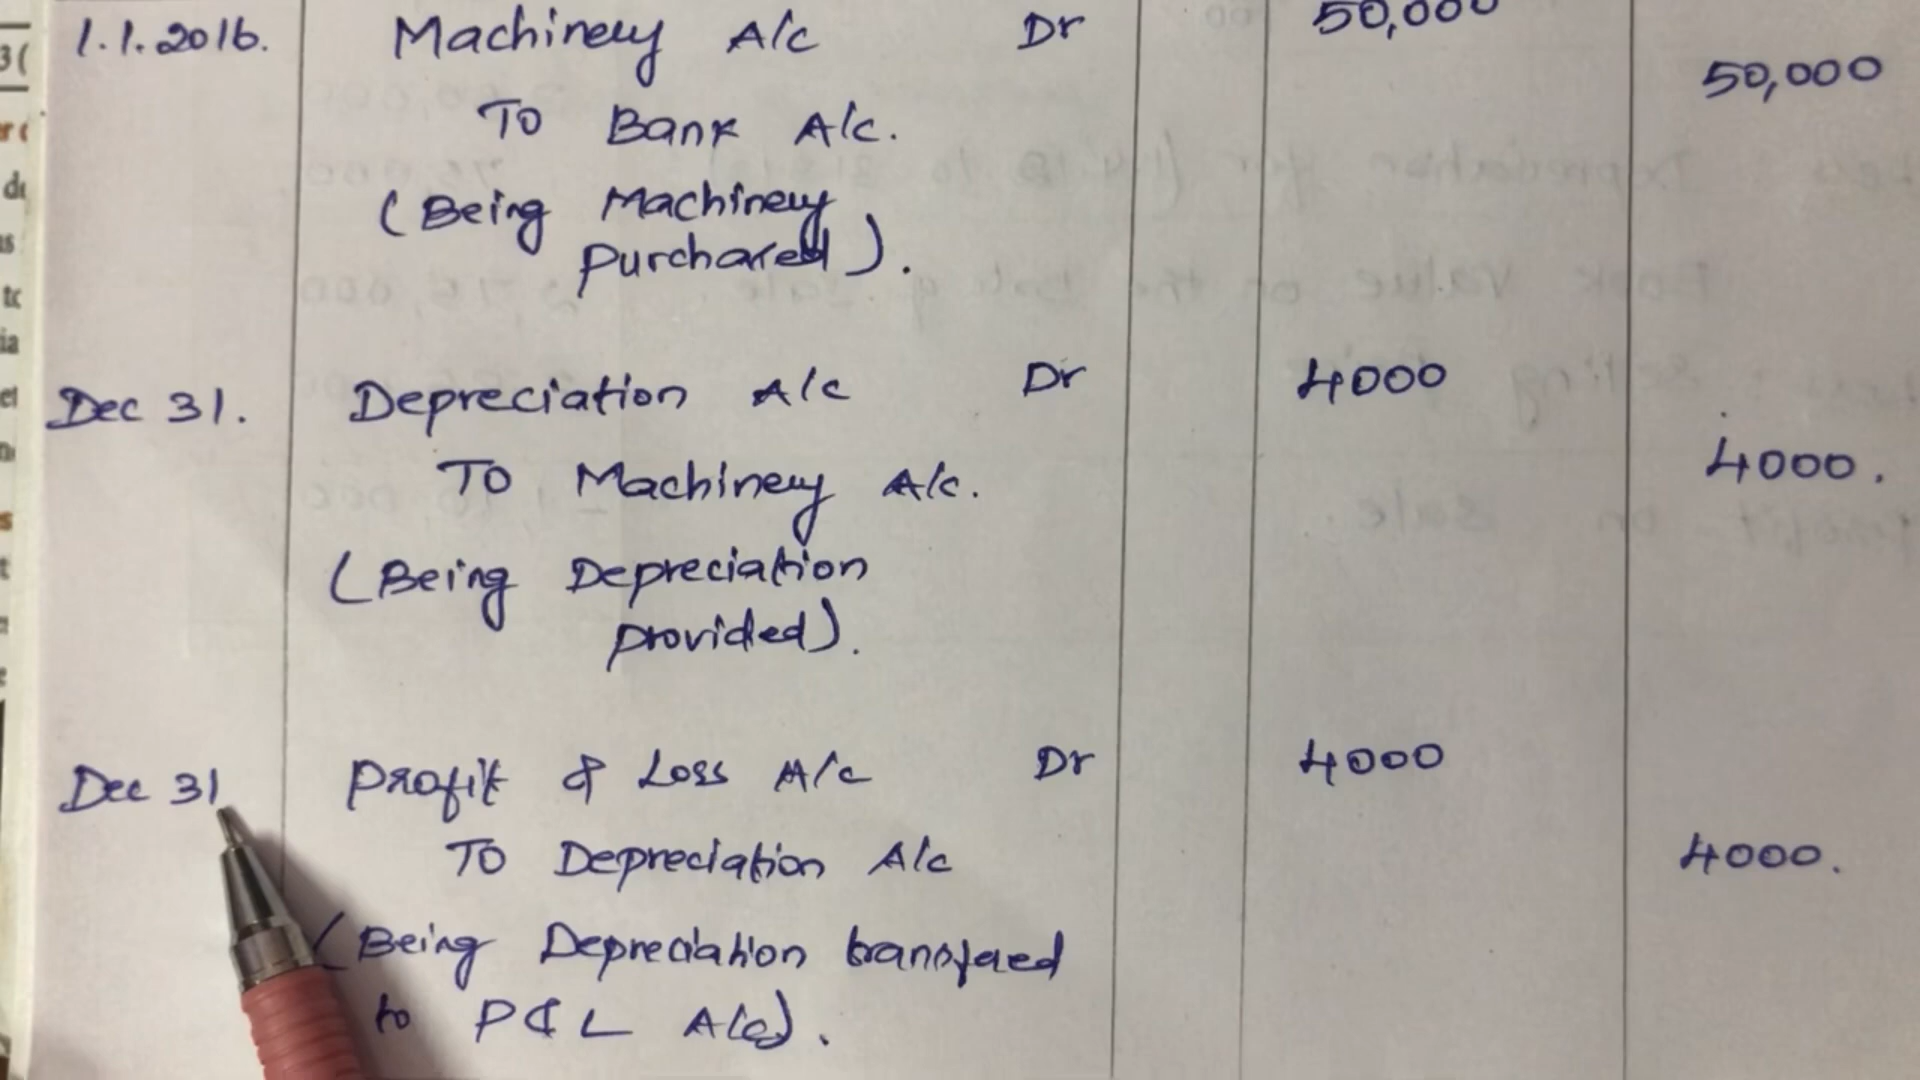 1.1.2016. Machinery A/c Dr 50,000
50,000
To Bank A/c.
(Being Machinery
purchased).
Dec 31. Depreciation A/c Dr 4000
To Machinery A/c. 4000.
(Being Depreciation
provided).
Dec 31 Profit & Loss A/c Dr 4000
To Depreciation A/c 4000.
(Being Depreciation transfered
to P&L A/c).